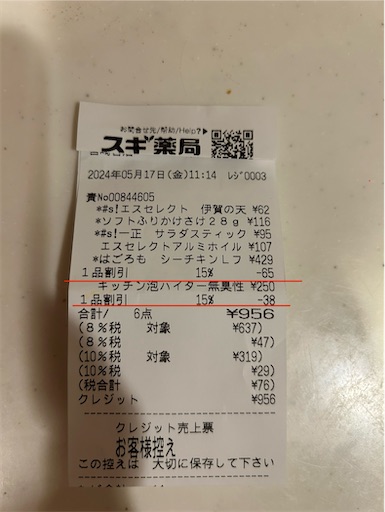 お問合せ先/幇助/Help?▶
スギ薬局
2024年05月17日(金)11:14 ﾚｼﾞ0003
責No00844605
*#s!エスセレクト 伊賀の天 ¥62
*ソフトふりかけさけ28g ¥116
*#s!一正 サラダスティック ¥95
エスセレクトアルミホイル ¥107
*はごろも シーチキンLフ ¥429
1品割引 15% -65
キッチン泡ハイター無臭性 ¥250
1品割引 15% -38
合計/ 6点 ¥956
(8%税 対象 ¥637)
(8%税 ¥47)
(10%税 対象 ¥319)
(10%税 ¥29)
(税合計 ¥76)
クレジット ¥956
クレジット売上票
お客様控え
この控えは 大切に保存して下さい